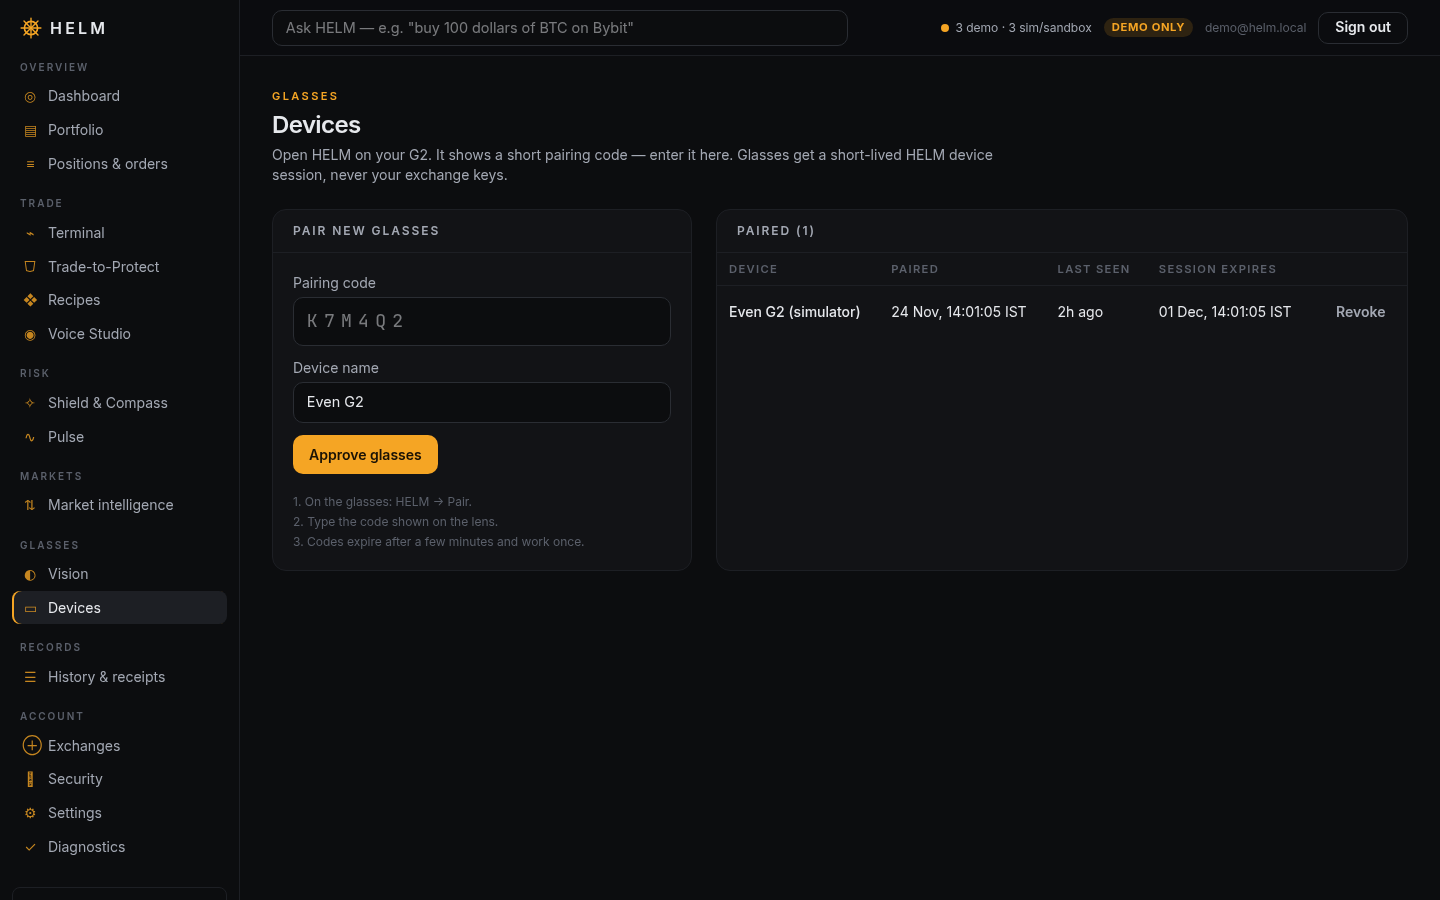 HELM
Ask HELM — e.g. "buy 100 dollars of BTC on Bybit"
3 demo · 3 sim/sandbox
DEMO ONLY
demo@helm.local
Sign out
OVERVIEW
Dashboard
Portfolio
Positions & orders
TRADE
Terminal
Trade-to-Protect
Recipes
Voice Studio
RISK
Shield & Compass
Pulse
MARKETS
Market intelligence
GLASSES
Vision
Devices
RECORDS
History & receipts
ACCOUNT
Exchanges
Security
Settings
Diagnostics
GLASSES
Devices
Open HELM on your G2. It shows a short pairing code — enter it here. Glasses get a short-lived HELM device
session, never your exchange keys.
PAIR NEW GLASSES
Pairing code
K7M4Q2
Device name
Even G2
Approve glasses
1. On the glasses: HELM → Pair.
2. Type the code shown on the lens.
3. Codes expire after a few minutes and work once.
PAIRED (1)
DEVICE PAIRED LAST SEEN SESSION EXPIRES
Even G2 (simulator) 24 Nov, 14:01:05 IST 2h ago 01 Dec, 14:01:05 IST Revoke